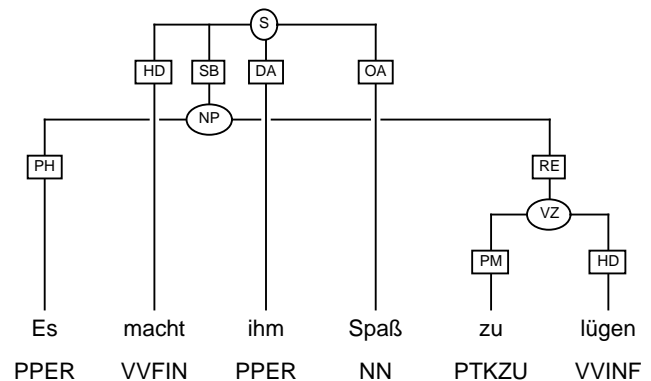 S
HD SB DA OA
NP
PH RE
VZ
PM HD
Es macht ihm Spaß zu lügen
PPER VVFIN PPER NN PTKZU VVINF